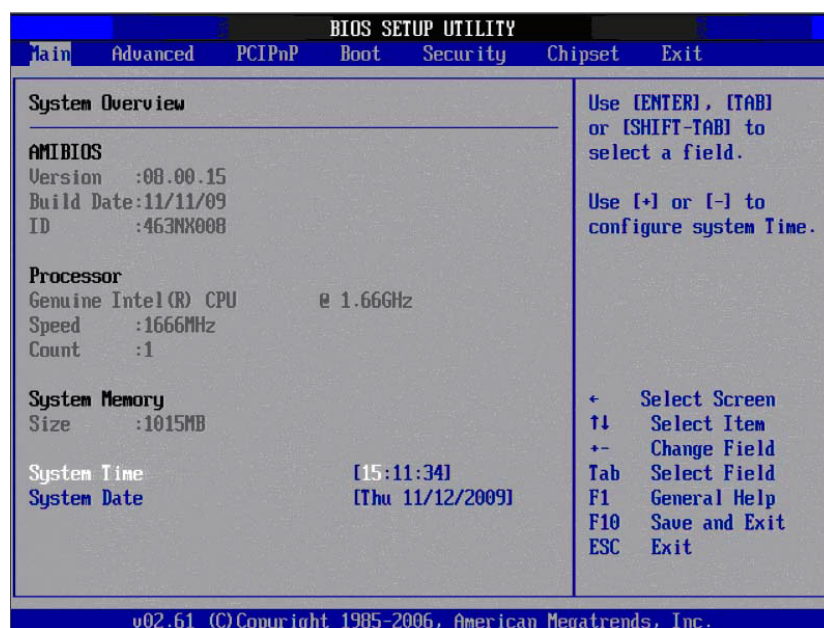 BIOS SETUP UTILITY
Main Advanced PCIPnP Boot Security Chipset Exit
System Overview
AMIBIOS
Version :08.00.15
Build Date:11/11/09
ID :463NX008
Processor
Genuine Intel(R) CPU @ 1.66GHz
Speed :1666MHz
Count :1
System Memory
Size :1015MB
System Time [15:11:34]
System Date [Thu 11/12/2009]
Use [ENTER], [TAB]
or [SHIFT-TAB] to
select a field.
Use [+] or [-] to
configure system Time.
← Select Screen
↑↓ Select Item
+- Change Field
Tab Select Field
F1 General Help
F10 Save and Exit
ESC Exit
v02.61 (C)Copyright 1985-2006, American Megatrends, Inc.